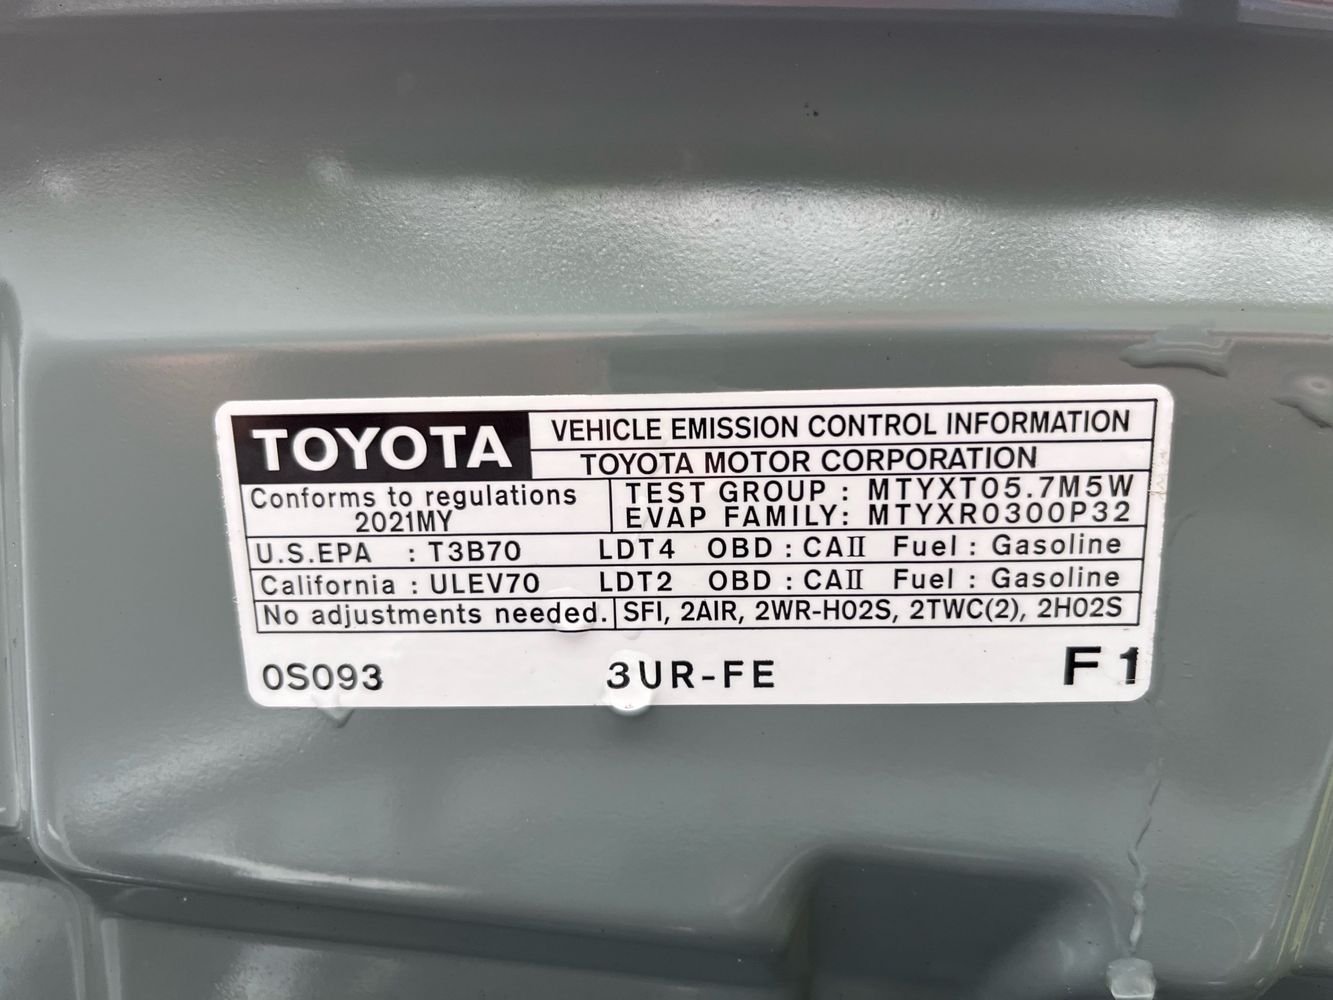 TOYOTA
VEHICLE EMISSION CONTROL INFORMATION
TOYOTA MOTOR CORPORATION
Conforms to regulations
2021MY
TEST GROUP : MTYXT05.7M5W
EVAP FAMILY: MTYXR0300P32
U.S.EPA : T3B70 LDT4 OBD : CAII Fuel : Gasoline
California : ULEV70 LDT2 OBD : CAII Fuel : Gasoline
No adjustments needed. SFI, 2AIR, 2WR-HO2S, 2TWC(2), 2HO2S
0S093 3UR-FE F1